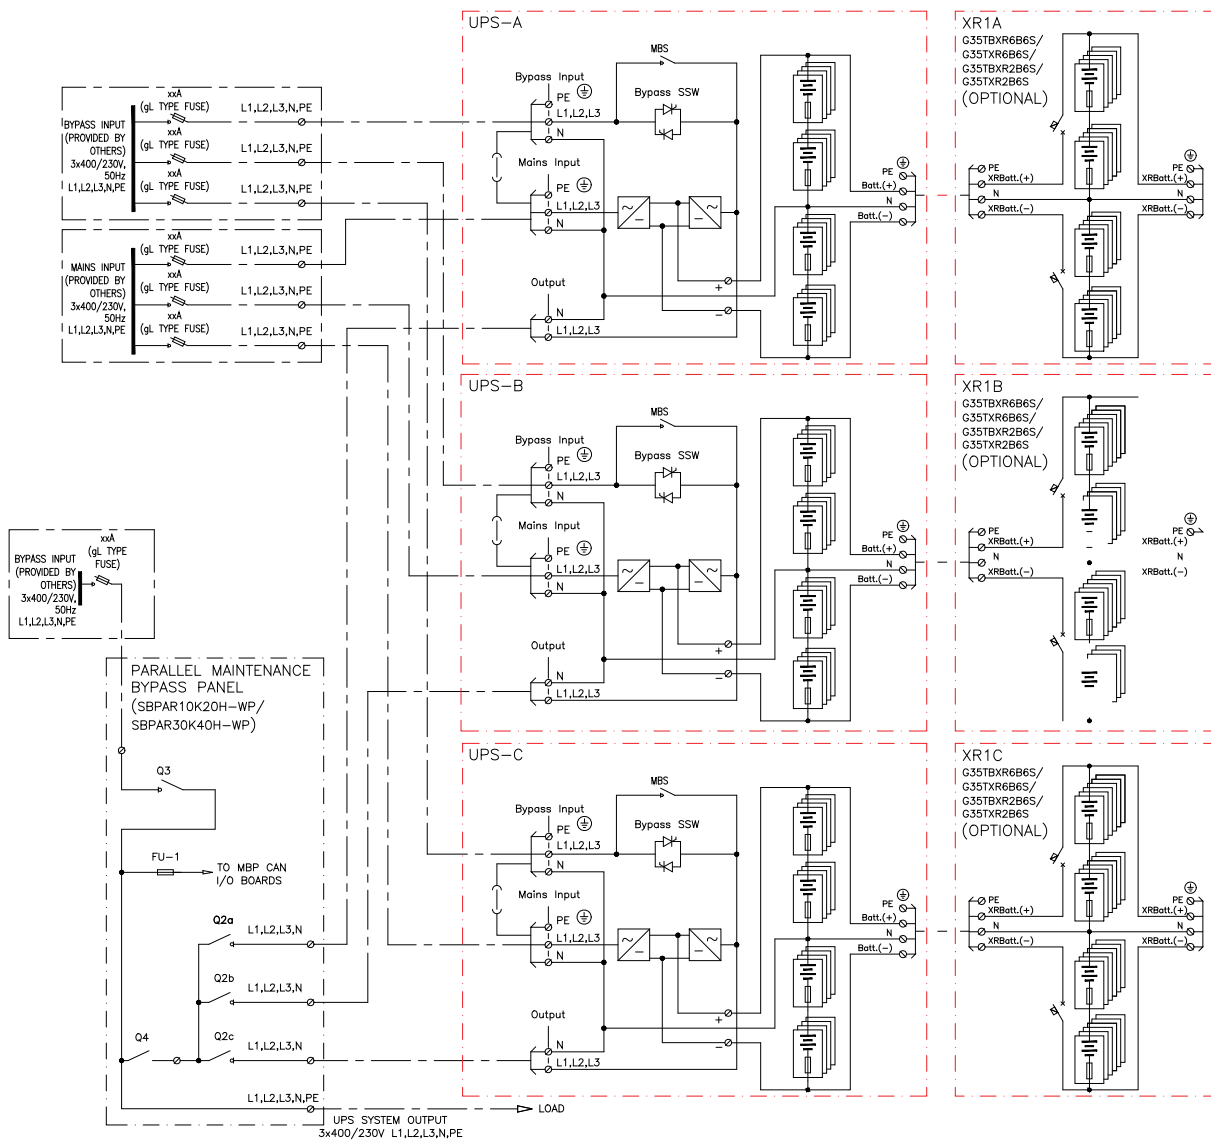 UPS-A
MBS
Bypass Input
PE
L1,L2,L3
N
Bypass SSW
Mains Input
PE
L1,L2,L3
N
Output
N
L1,L2,L3
+
−
PE
Batt.(+)
N
Batt.(−)
XR1A
G35TBXR6B6S/
G35TXR6B6S/
G35TBXR2B6S/
G35TXR2B6S
(OPTIONAL)
PE
XRBatt.(+)
N
XRBatt.(−)
PE
XRBatt.(+)
N
XRBatt.(−)
BYPASS INPUT
(PROVIDED BY
OTHERS)
3x400/230V,
50Hz
L1,L2,L3,N,PE
xxA
(gL TYPE FUSE)
L1,L2,L3,N,PE
xxA
(gL TYPE FUSE)
L1,L2,L3,N,PE
xxA
(gL TYPE FUSE)
L1,L2,L3,N,PE
MAINS INPUT
(PROVIDED BY
OTHERS)
3x400/230V,
50Hz
L1,L2,L3,N,PE
xxA
(gL TYPE FUSE)
L1,L2,L3,N,PE
xxA
(gL TYPE FUSE)
L1,L2,L3,N,PE
xxA
(gL TYPE FUSE)
L1,L2,L3,N,PE
UPS-B
MBS
Bypass Input
PE
L1,L2,L3
N
Bypass SSW
Mains Input
PE
L1,L2,L3
N
Output
N
L1,L2,L3
+
−
PE
Batt.(+)
N
Batt.(−)
XR1B
G35TBXR6B6S/
G35TXR6B6S/
G35TBXR2B6S/
G35TXR2B6S
(OPTIONAL)
PE
XRBatt.(+)
N
XRBatt.(−)
PE
XRBatt.(+)
N
XRBatt.(−)
BYPASS INPUT
(PROVIDED BY
OTHERS)
3x400/230V,
50Hz
L1,L2,L3,N,PE
xxA
(gL TYPE
FUSE)
PARALLEL MAINTENANCE
BYPASS PANEL
(SBPAR10K20H-WP/
SBPAR30K40H-WP)
Q3
FU-1
TO MBP CAN
I/O BOARDS
Q2a
L1,L2,L3,N
Q2b
L1,L2,L3,N
Q4
Q2c
L1,L2,L3,N
L1,L2,L3,N,PE
LOAD
UPS SYSTEM OUTPUT
3x400/230V L1,L2,L3,N,PE
UPS-C
MBS
Bypass Input
PE
L1,L2,L3
N
Bypass SSW
Mains Input
PE
L1,L2,L3
N
Output
N
L1,L2,L3
+
−
PE
Batt.(+)
N
Batt.(−)
XR1C
G35TBXR6B6S/
G35TXR6B6S/
G35TBXR2B6S/
G35TXR2B6S
(OPTIONAL)
PE
XRBatt.(+)
N
XRBatt.(−)
PE
XRBatt.(+)
N
XRBatt.(−)